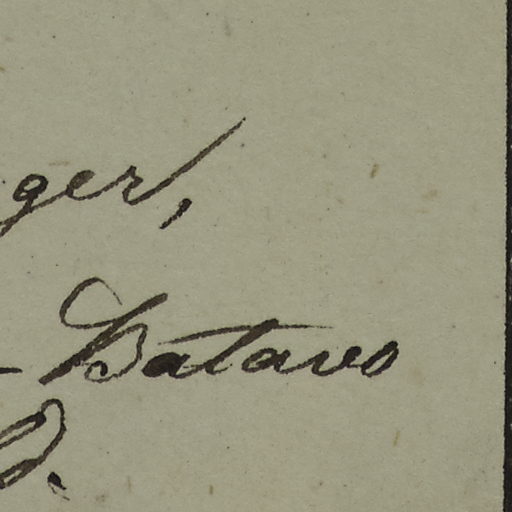 ger,
- Batavo